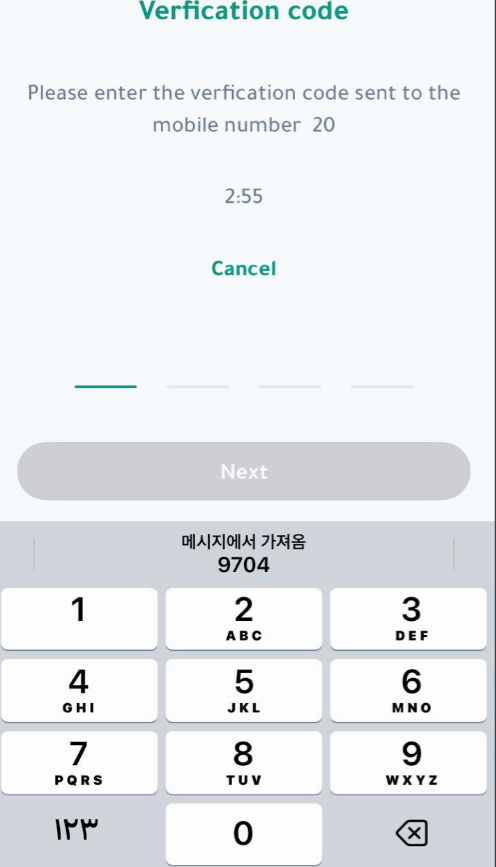 Verfication code
Please enter the verfication code sent to the
mobile number 20
2:55
Cancel
Next
메시지에서 가져옴
9704
1
2
ABC
3
DEF
4
GHI
5
JKL
6
MNO
7
PQRS
8
TUV
9
WXYZ
١٢٣
0